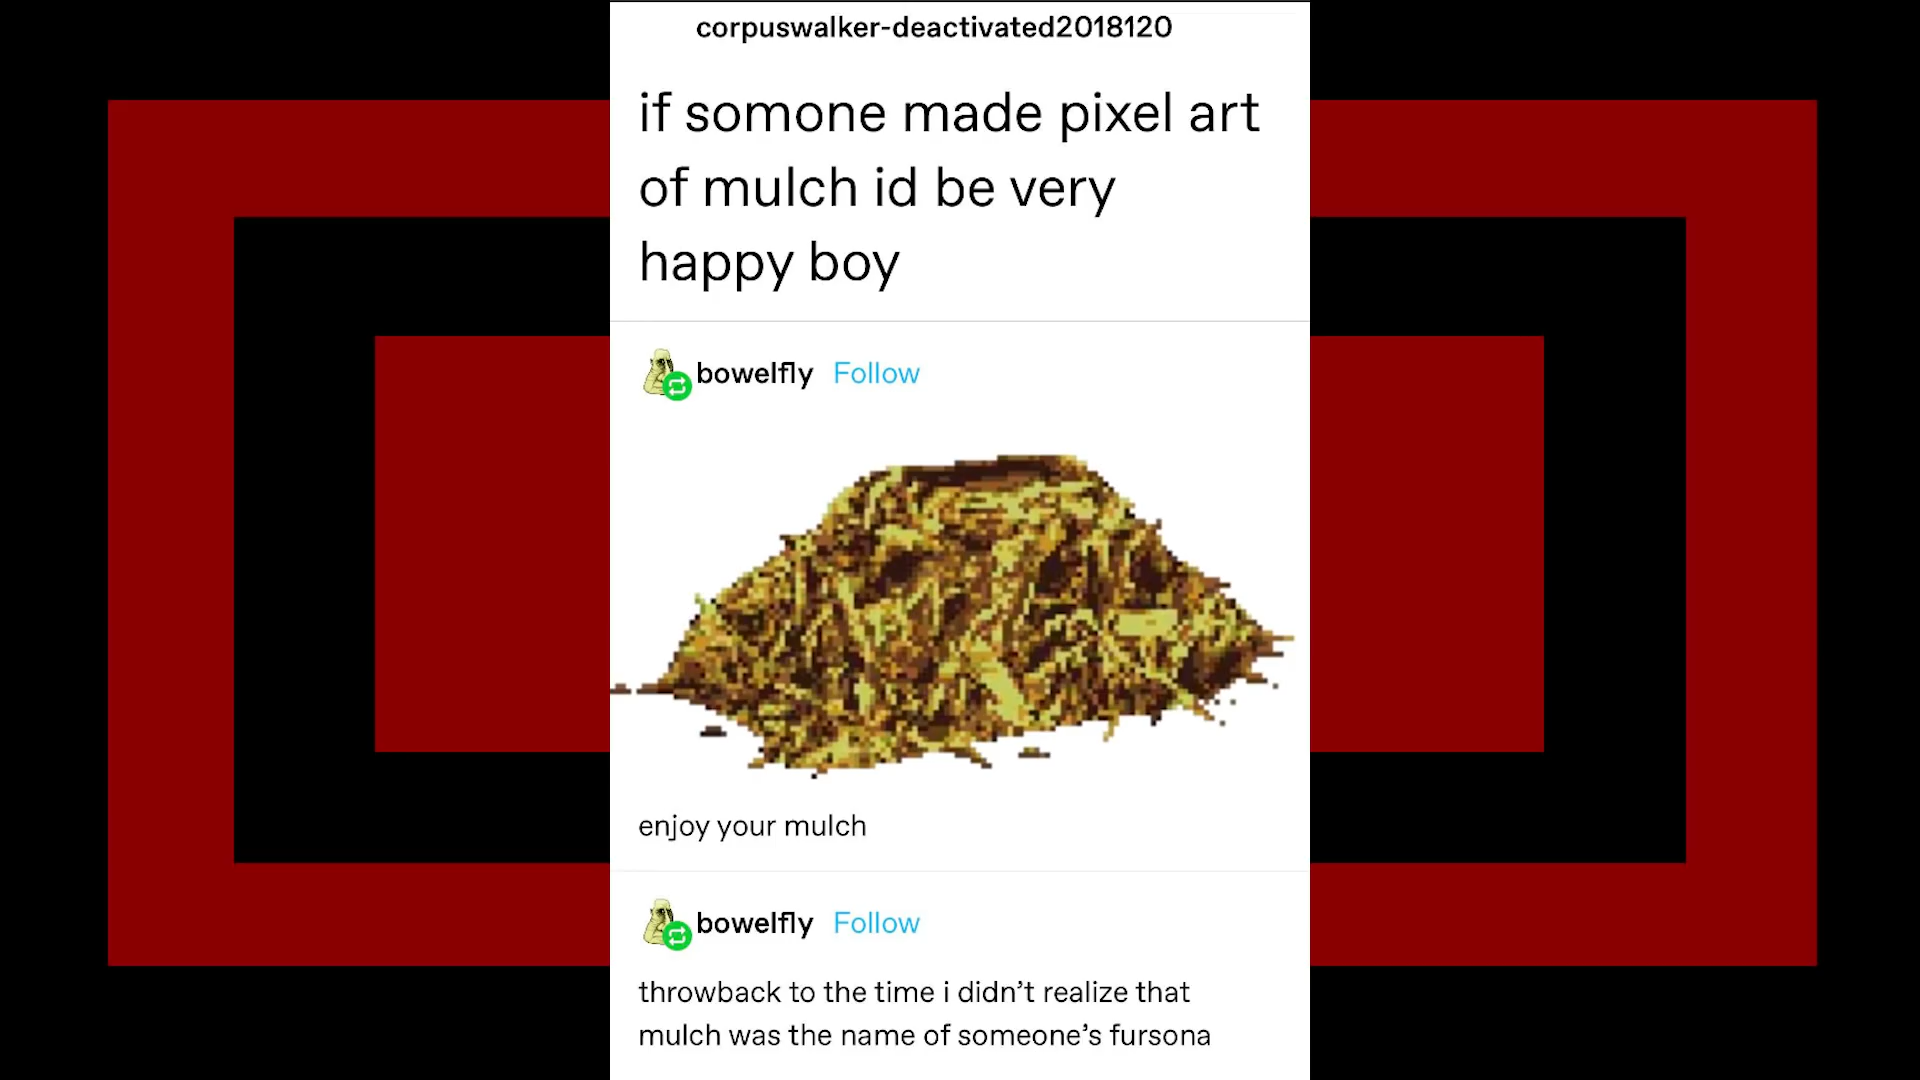 corpuswalker-deactivated2018120
if somone made pixel art
of mulch id be very
happy boy
bowelfly Follow
enjoy your mulch
bowelfly Follow
throwback to the time i didn’t realize that
mulch was the name of someone’s fursona